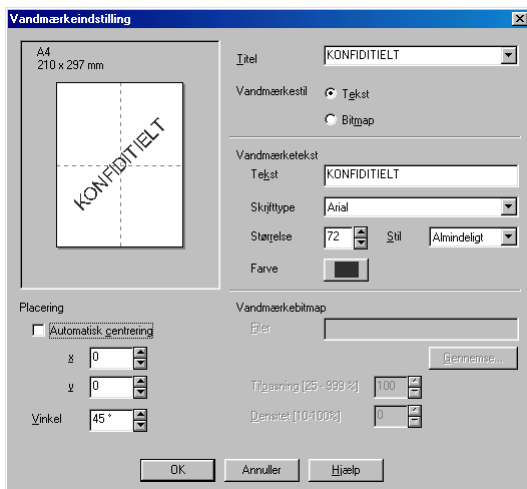 Vandmærkeindstilling
A4
210 x 297 mm
KONFIDITIELT
Titel KONFIDITIELT
Vandmærkestil Tekst
Bitmap
Vandmærketekst
Tekst KONFIDITIELT
Skrifttype Arial
Størrelse 72 Stil Almindeligt
Farve
Placering
Automatisk centrering
x 0
y 0
Vinkel 45 °
Vandmærkebitmap
Filer
Gennemse...
Tilpasning [25 - 999 %] 100
Densitet [10-100%] 0
OK Annuller Hjælp